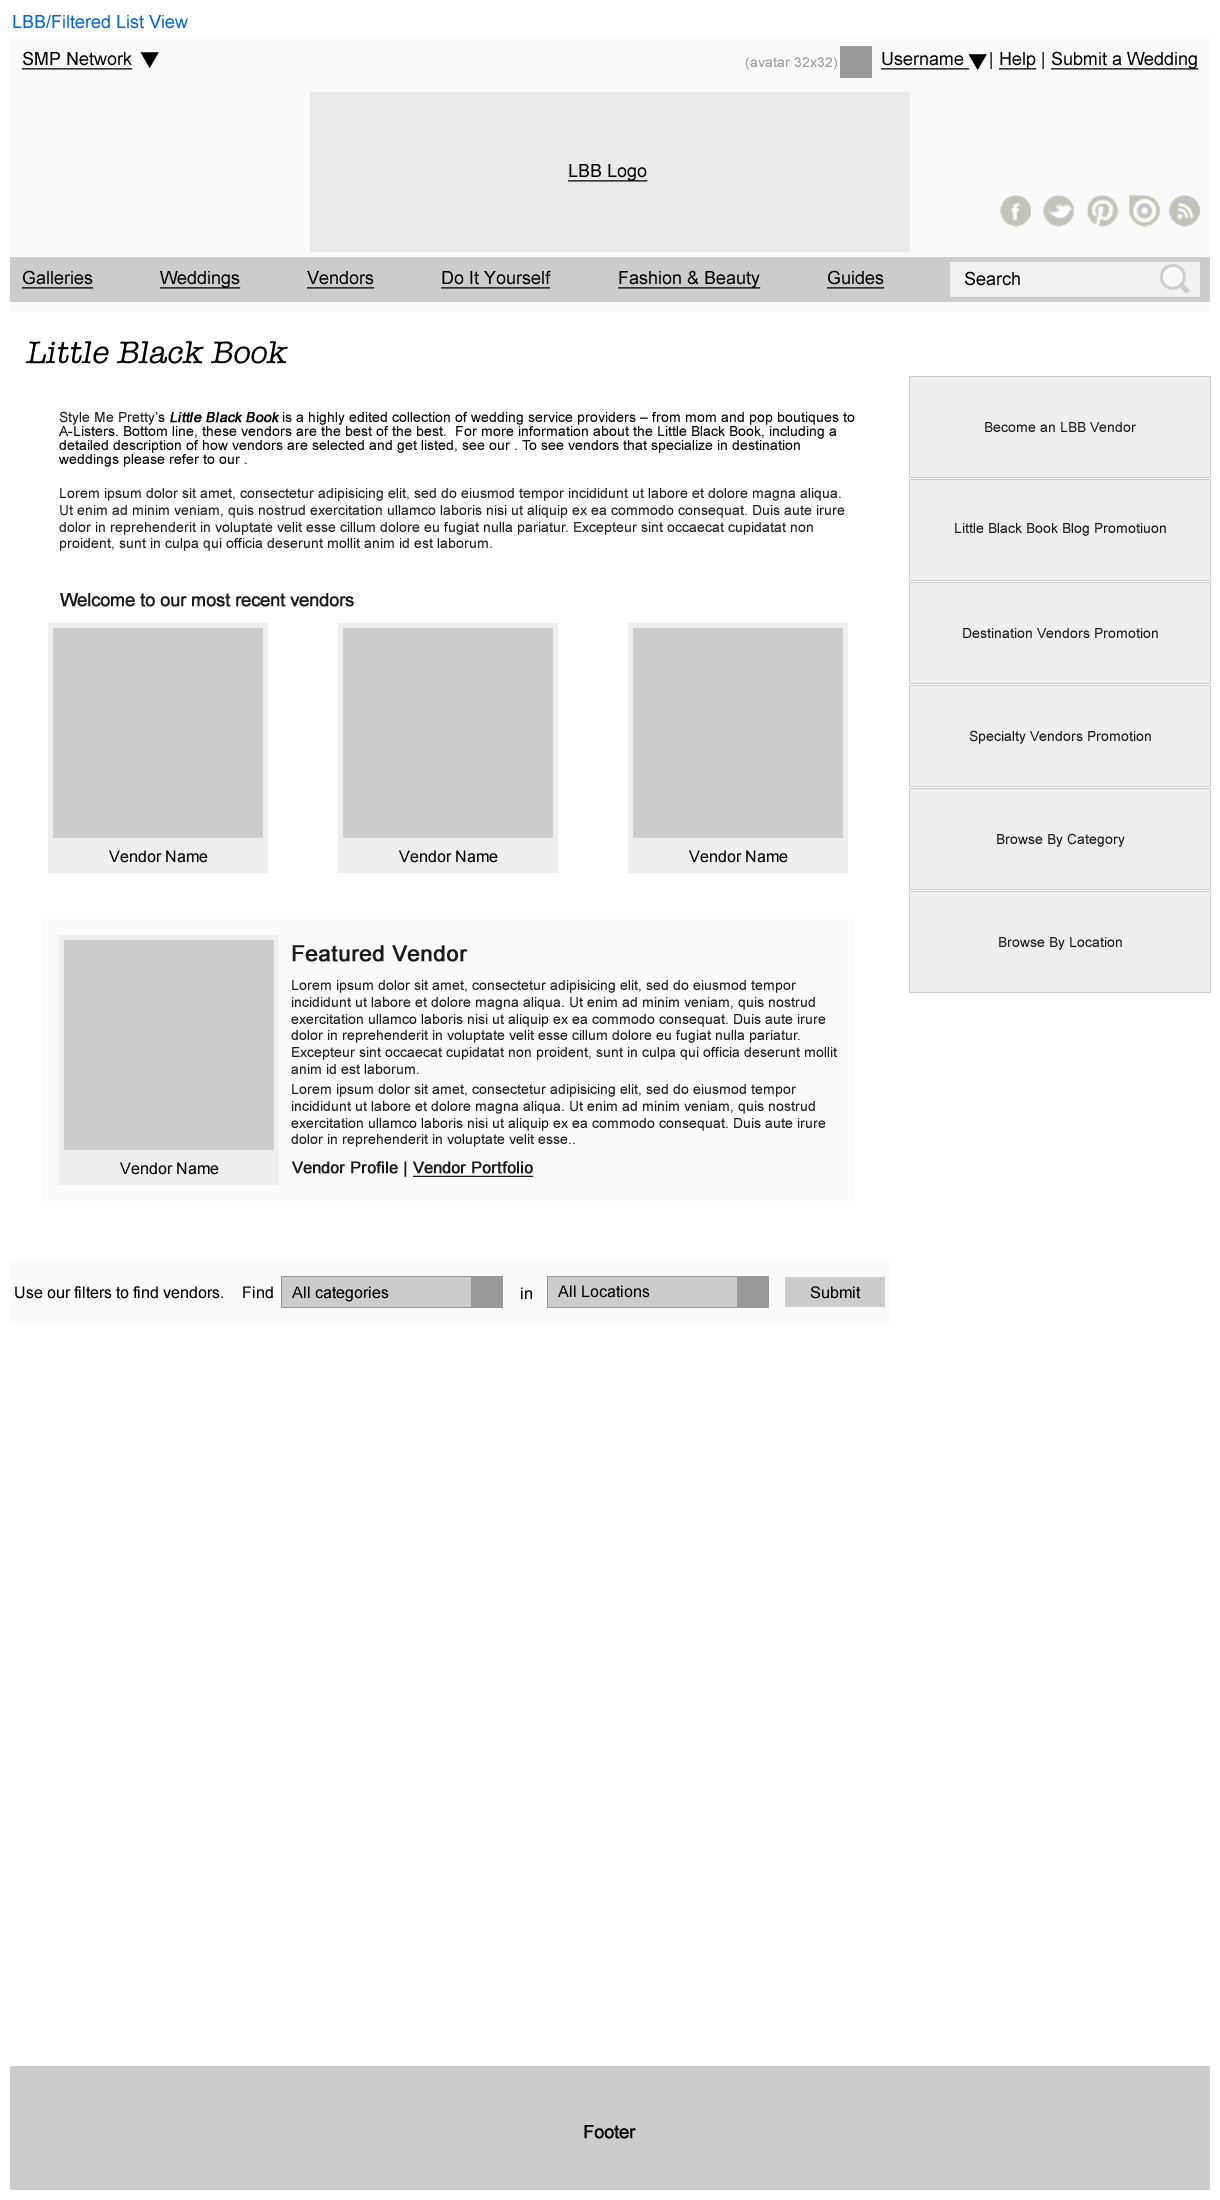 LBB/Filtered List View
SMP Network
(avatar 32x32) Username | Help | Submit a Wedding
LBB Logo
Galleries Weddings Vendors Do It Yourself Fashion & Beauty Guides Search
Little Black Book
Style Me Pretty's Little Black Book is a highly edited collection of wedding service providers – from mom and pop boutiques to
A-Listers. Bottom line, these vendors are the best of the best.  For more information about the Little Black Book, including a
detailed description of how vendors are selected and get listed, see our . To see vendors that specialize in destination
weddings please refer to our .
Lorem ipsum dolor sit amet, consectetur adipisicing elit, sed do eiusmod tempor incididunt ut labore et dolore magna aliqua.
Ut enim ad minim veniam, quis nostrud exercitation ullamco laboris nisi ut aliquip ex ea commodo consequat. Duis aute irure
dolor in reprehenderit in voluptate velit esse cillum dolore eu fugiat nulla pariatur. Excepteur sint occaecat cupidatat non
proident, sunt in culpa qui officia deserunt mollit anim id est laborum.
Welcome to our most recent vendors
Vendor Name Vendor Name Vendor Name
Featured Vendor
Lorem ipsum dolor sit amet, consectetur adipisicing elit, sed do eiusmod tempor
incididunt ut labore et dolore magna aliqua. Ut enim ad minim veniam, quis nostrud
exercitation ullamco laboris nisi ut aliquip ex ea commodo consequat. Duis aute irure
dolor in reprehenderit in voluptate velit esse cillum dolore eu fugiat nulla pariatur.
Excepteur sint occaecat cupidatat non proident, sunt in culpa qui officia deserunt mollit
anim id est laborum.
Lorem ipsum dolor sit amet, consectetur adipisicing elit, sed do eiusmod tempor
incididunt ut labore et dolore magna aliqua. Ut enim ad minim veniam, quis nostrud
exercitation ullamco laboris nisi ut aliquip ex ea commodo consequat. Duis aute irure
dolor in reprehenderit in voluptate velit esse..
Vendor Profile | Vendor Portfolio
Vendor Name
Use our filters to find vendors. Find All categories in All Locations Submit
Become an LBB Vendor
Little Black Book Blog Promotiuon
Destination Vendors Promotion
Specialty Vendors Promotion
Browse By Category
Browse By Location
Footer